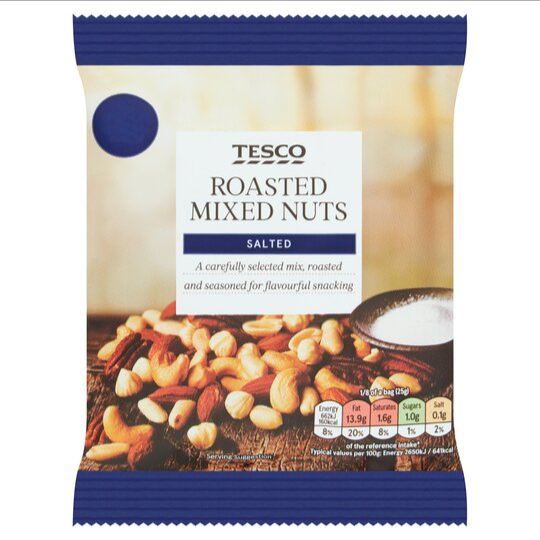 TESCO
ROASTED
MIXED NUTS
SALTED
A carefully selected mix, roasted
and seasoned for flavourful snacking
1/8 of a bag (25g)
Energy Fat Saturates Sugars Salt
662kJ 13.9g 1.6g 1.0g 0.1g
160kcal
8% 20% 8% 1% 2%
of the reference intake*
Typical values per 100g: Energy 2650kJ / 641kcal
Serving Suggestion